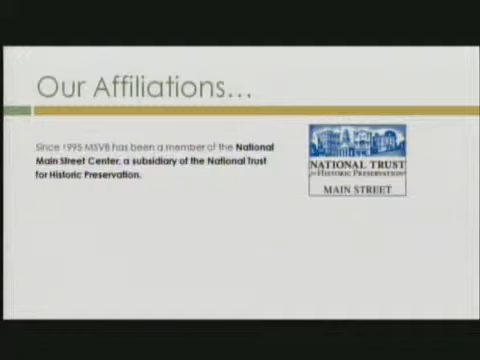 Our Affiliations...
Since 1995 MSVB has been a member of the National
Main Street Center, a subsidiary of the National Trust
for Historic Preservation.
NATIONAL TRUST
for HISTORIC PRESERVATION
MAIN STREET